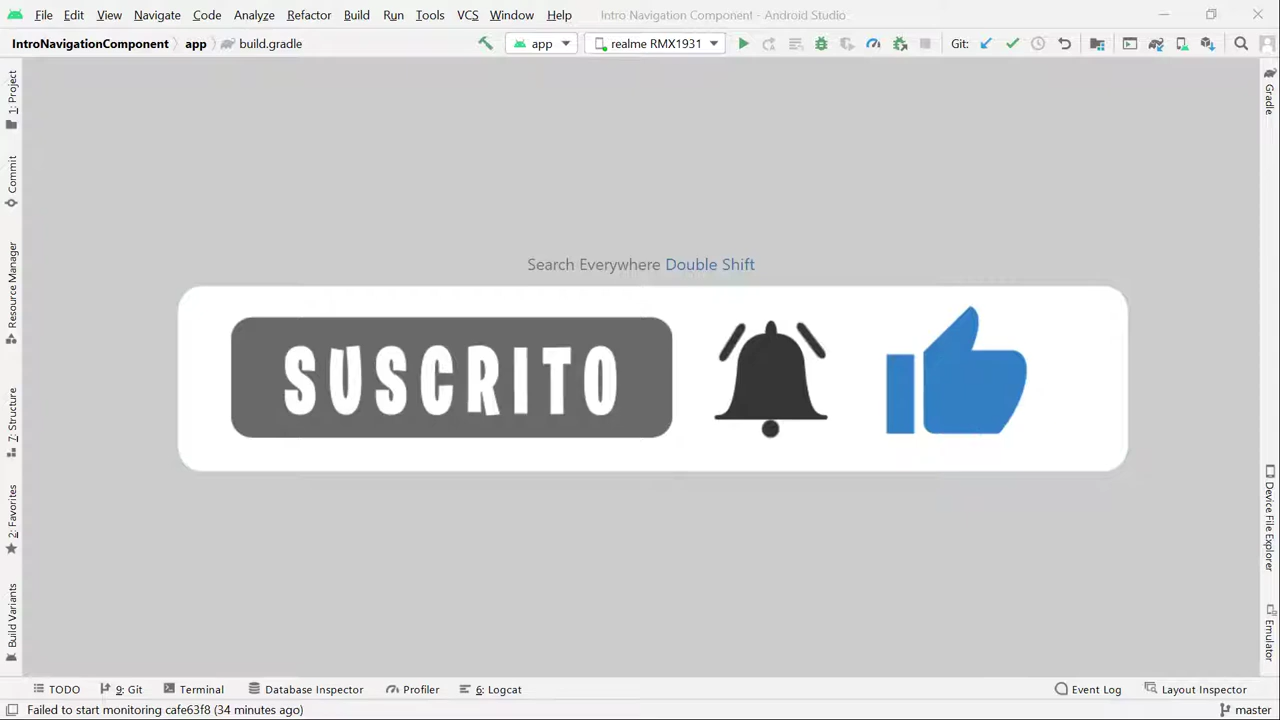 File Edit View Navigate Code Analyze Refactor Build Run Tools VCS Window Help Intro Navigation Component - Android Studio
IntroNavigationComponent app build.gradle app realme RMX1931 Git:
1: Project
Commit
Resource Manager
7: Structure
2: Favorites
Build Variants
Search Everywhere Double Shift
SUSCRITO
Gradle
Device File Explorer
Emulator
TODO 9: Git Terminal Database Inspector Profiler 6: Logcat Event Log Layout Inspector
Failed to start monitoring cafe63f8 (34 minutes ago) master